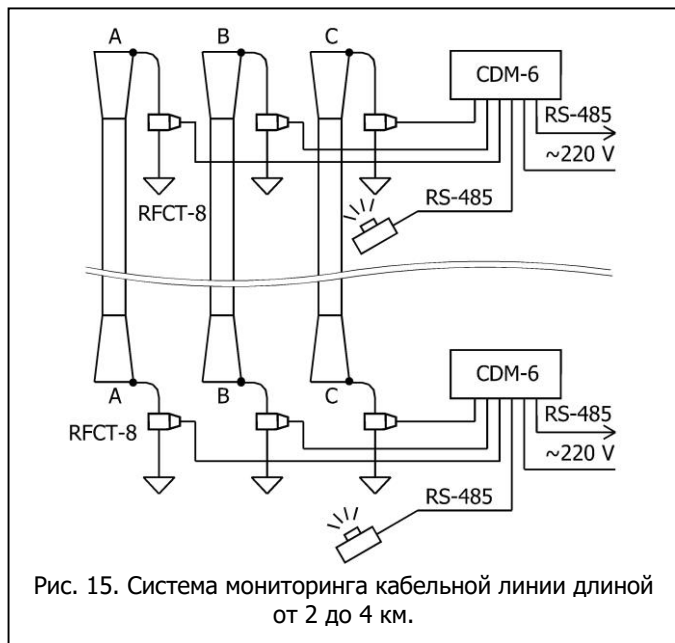 A B C
CDM-6
RS-485
~220 V
RFCT-8
RS-485
A B C
CDM-6
RFCT-8
RS-485
~220 V
RS-485
Рис. 15. Система мониторинга кабельной линии длиной
от 2 до 4 км.